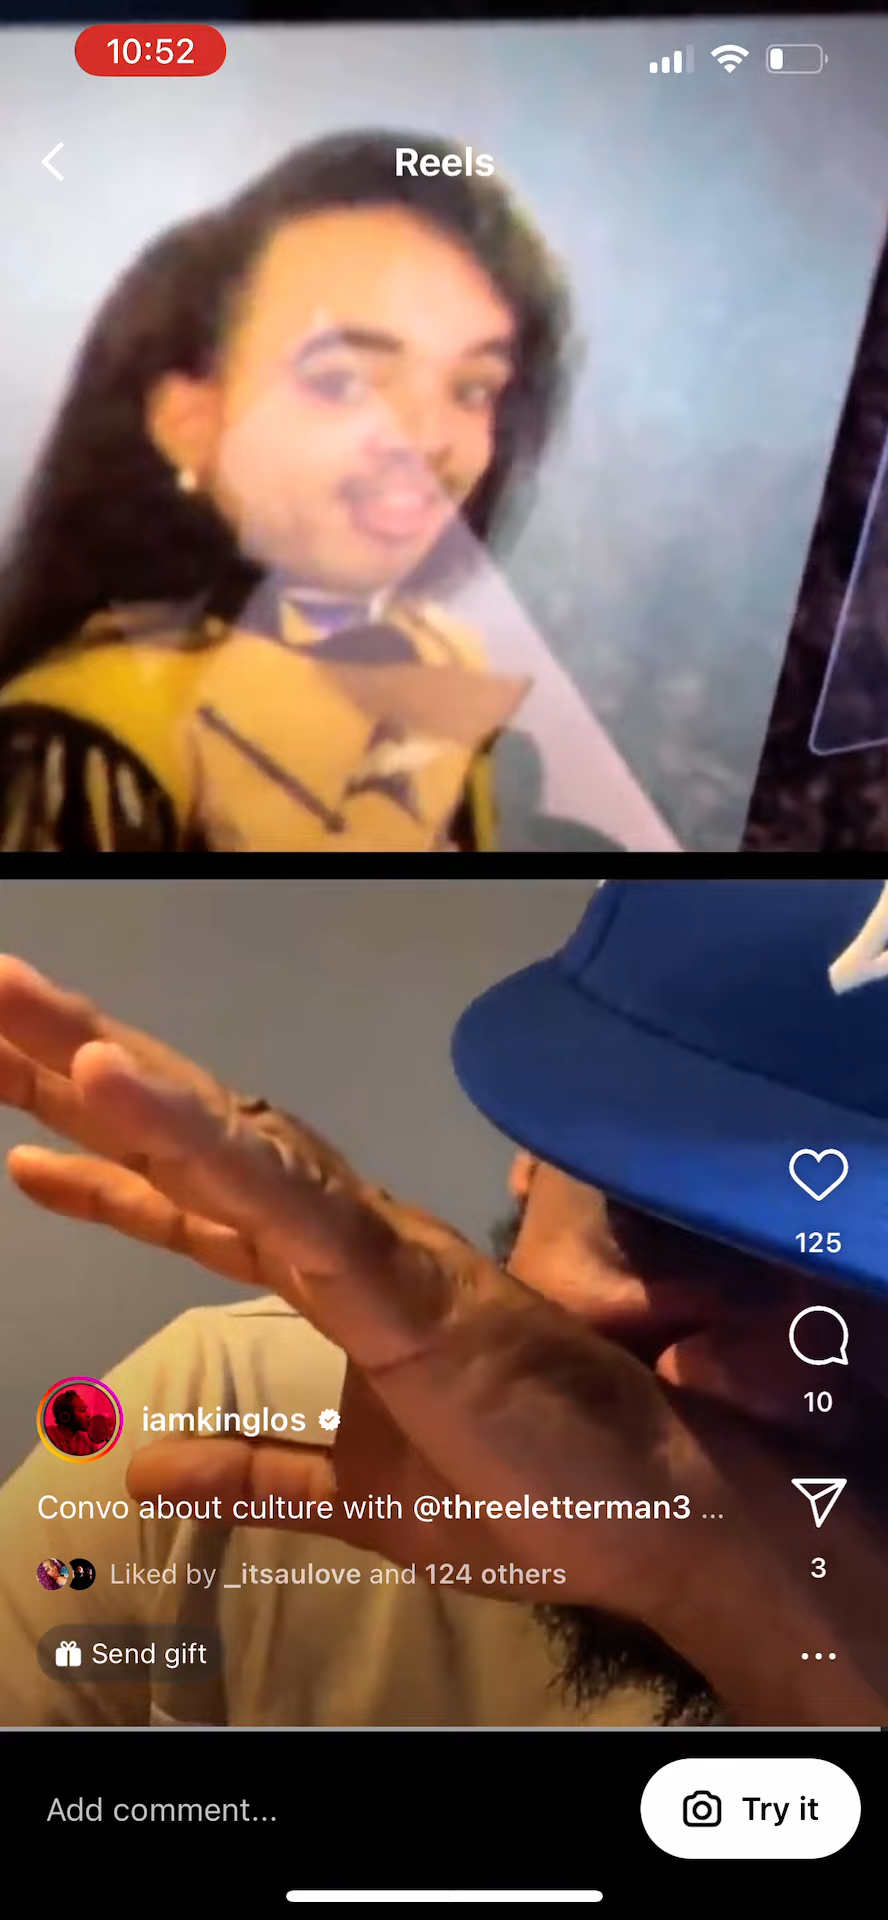 10:52
Reels
125
10
iamkinglos
Convo about culture with @threeletterman3 ...
3
Liked by _itsaulove and 124 others
Send gift
Add comment...
Try it